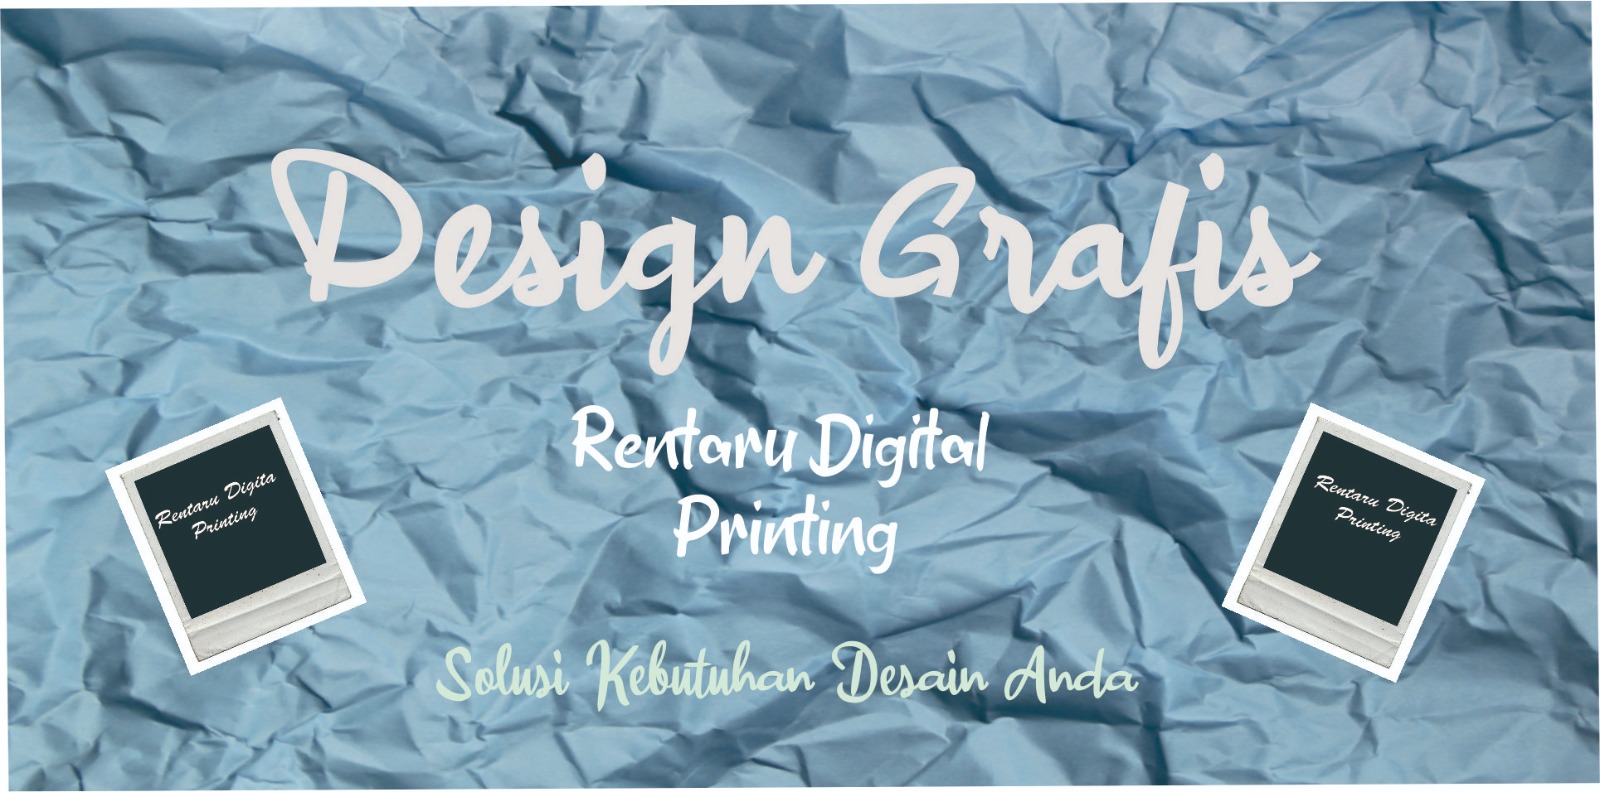 Design Grafis
Rentaru Digital
Printing
Rentaru Digita
Printing
Rentaru Digita
Printing
Solusi Kebutuhan Desain Anda